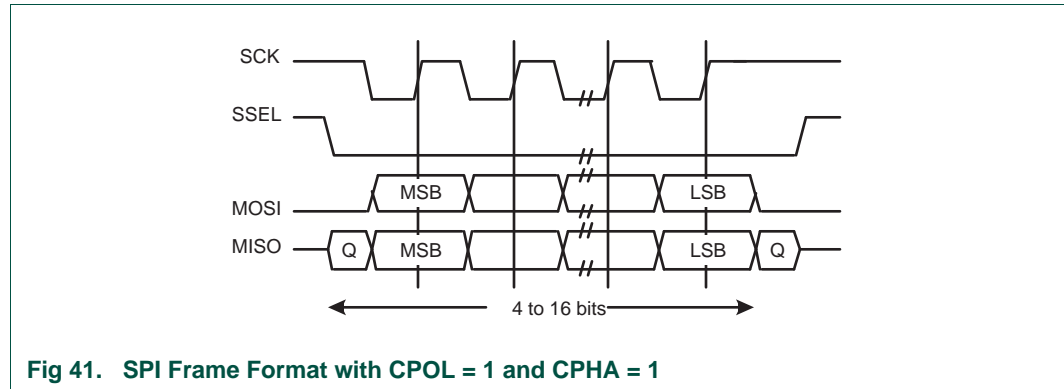 SCK
SSEL
MOSI MSB LSB
MISO Q MSB LSB Q
4 to 16 bits
Fig 41. SPI Frame Format with CPOL = 1 and CPHA = 1